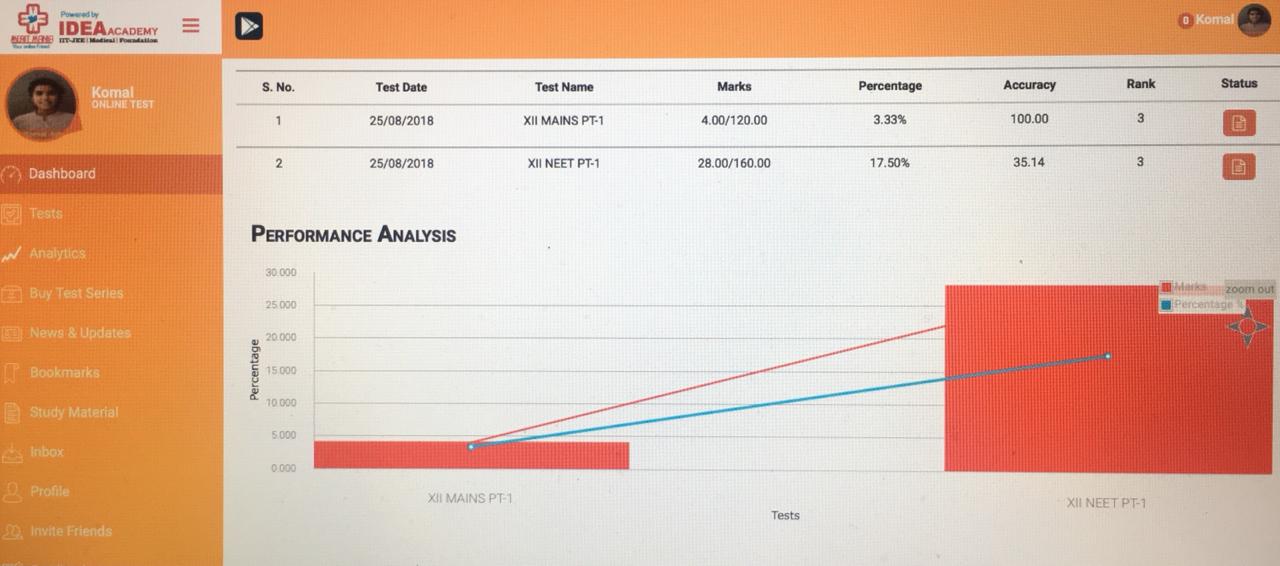 Powered by
IDEA ACADEMY
IIT-JEE | Medical | Foundation
MERIT MANIA
Your online Friend
0 Komal
Komal
ONLINE TEST
Dashboard
Tests
Analytics
Buy Test Series
News & Updates
Bookmarks
Study Material
Inbox
Profile
Invite Friends
S. No. Test Date Test Name Marks Percentage Accuracy Rank Status
1 25/08/2018 XII MAINS PT-1 4.00/120.00 3.33% 100.00 3
2 25/08/2018 XII NEET PT-1 28.00/160.00 17.50% 35.14 3
PERFORMANCE ANALYSIS
30.000
25.000
20.000
15.000
10.000
5.000
0.000
Percentage
Marks
Percentage %
zoom out
XII MAINS PT-1
XII NEET PT-1
Tests